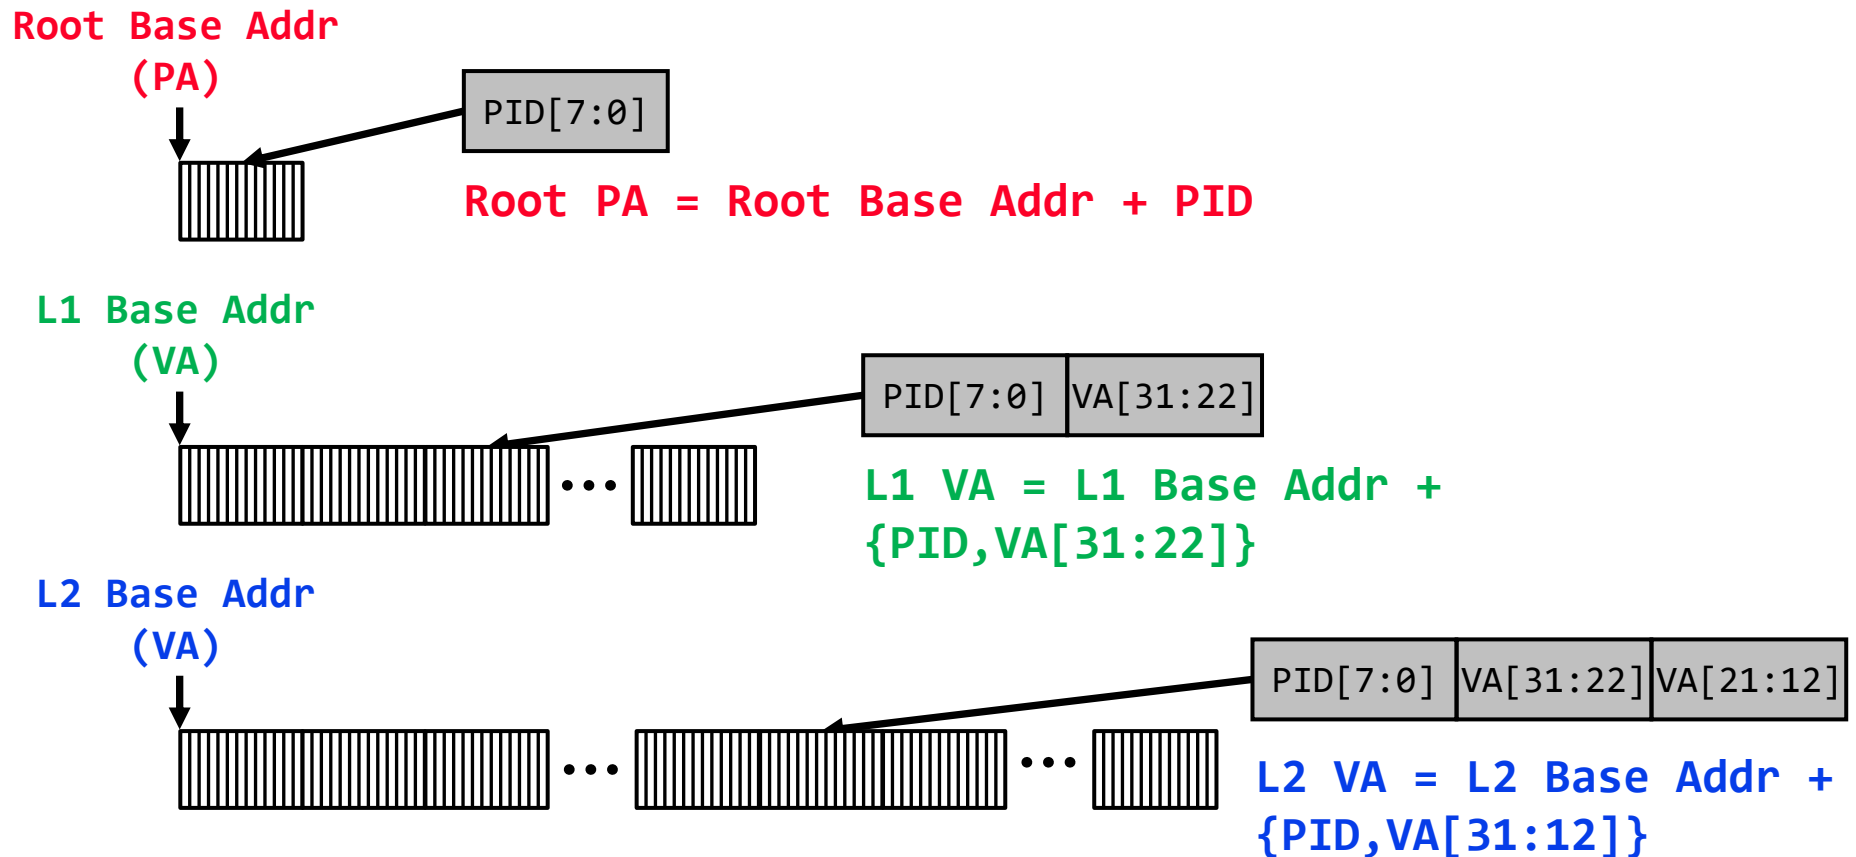 Root Base Addr
(PA)
PID[7:0]
Root PA = Root Base Addr + PID
L1 Base Addr
(VA)
PID[7:0] VA[31:22]
L1 VA = L1 Base Addr +
{PID,VA[31:22]}
L2 Base Addr
(VA)
PID[7:0] VA[31:22] VA[21:12]
L2 VA = L2 Base Addr +
{PID,VA[31:12]}